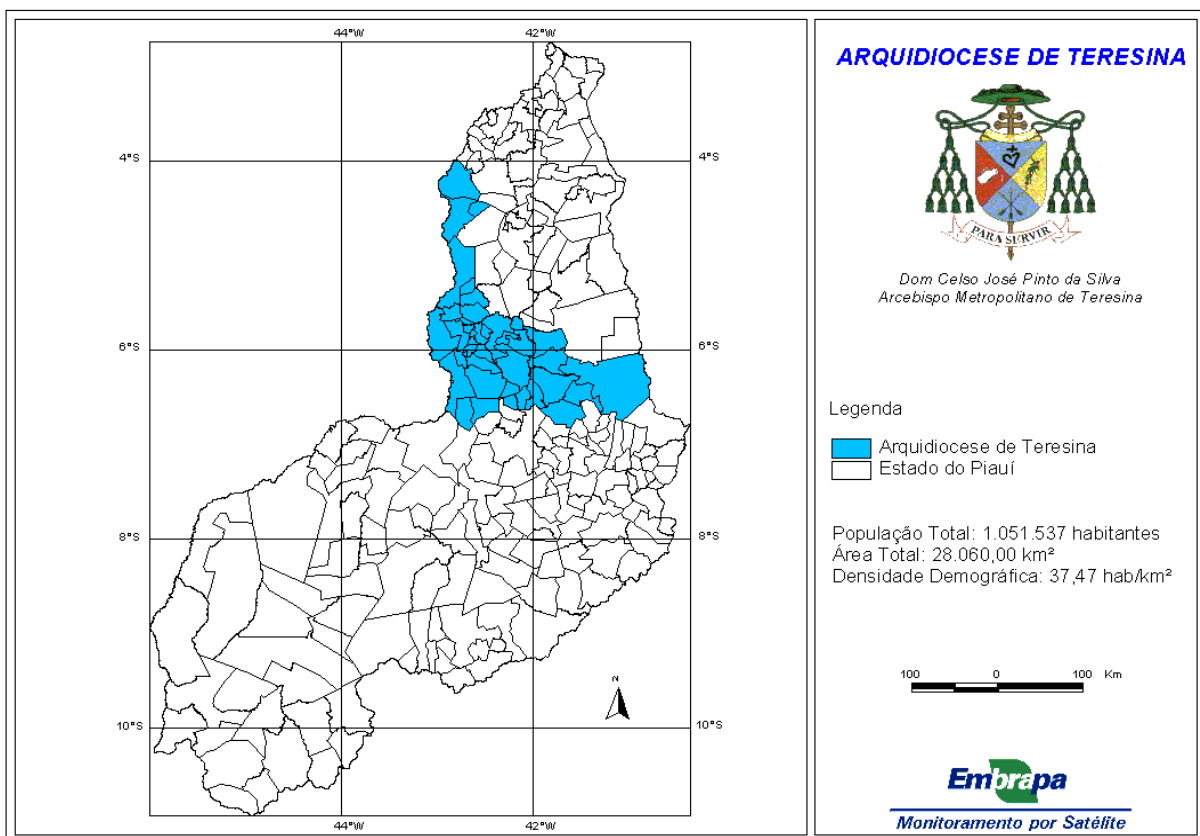 44°W 42°W
4°S 4°S
6°S 6°S
8°S 8°S
10°S 10°S
44°W 42°W
N
ARQUIDIOCESE DE TERESINA
PARA SERVIR
Dom Celso José Pinto da Silva
Arcebispo Metropolitano de Teresina
Legenda
Arquidiocese de Teresina
Estado do Piauí
População Total: 1.051.537 habitantes
Área Total: 28.060,00 km²
Densidade Demográfica: 37,47 hab/km²
100 0 100 Km
Embrapa
Monitoramento por Satélite